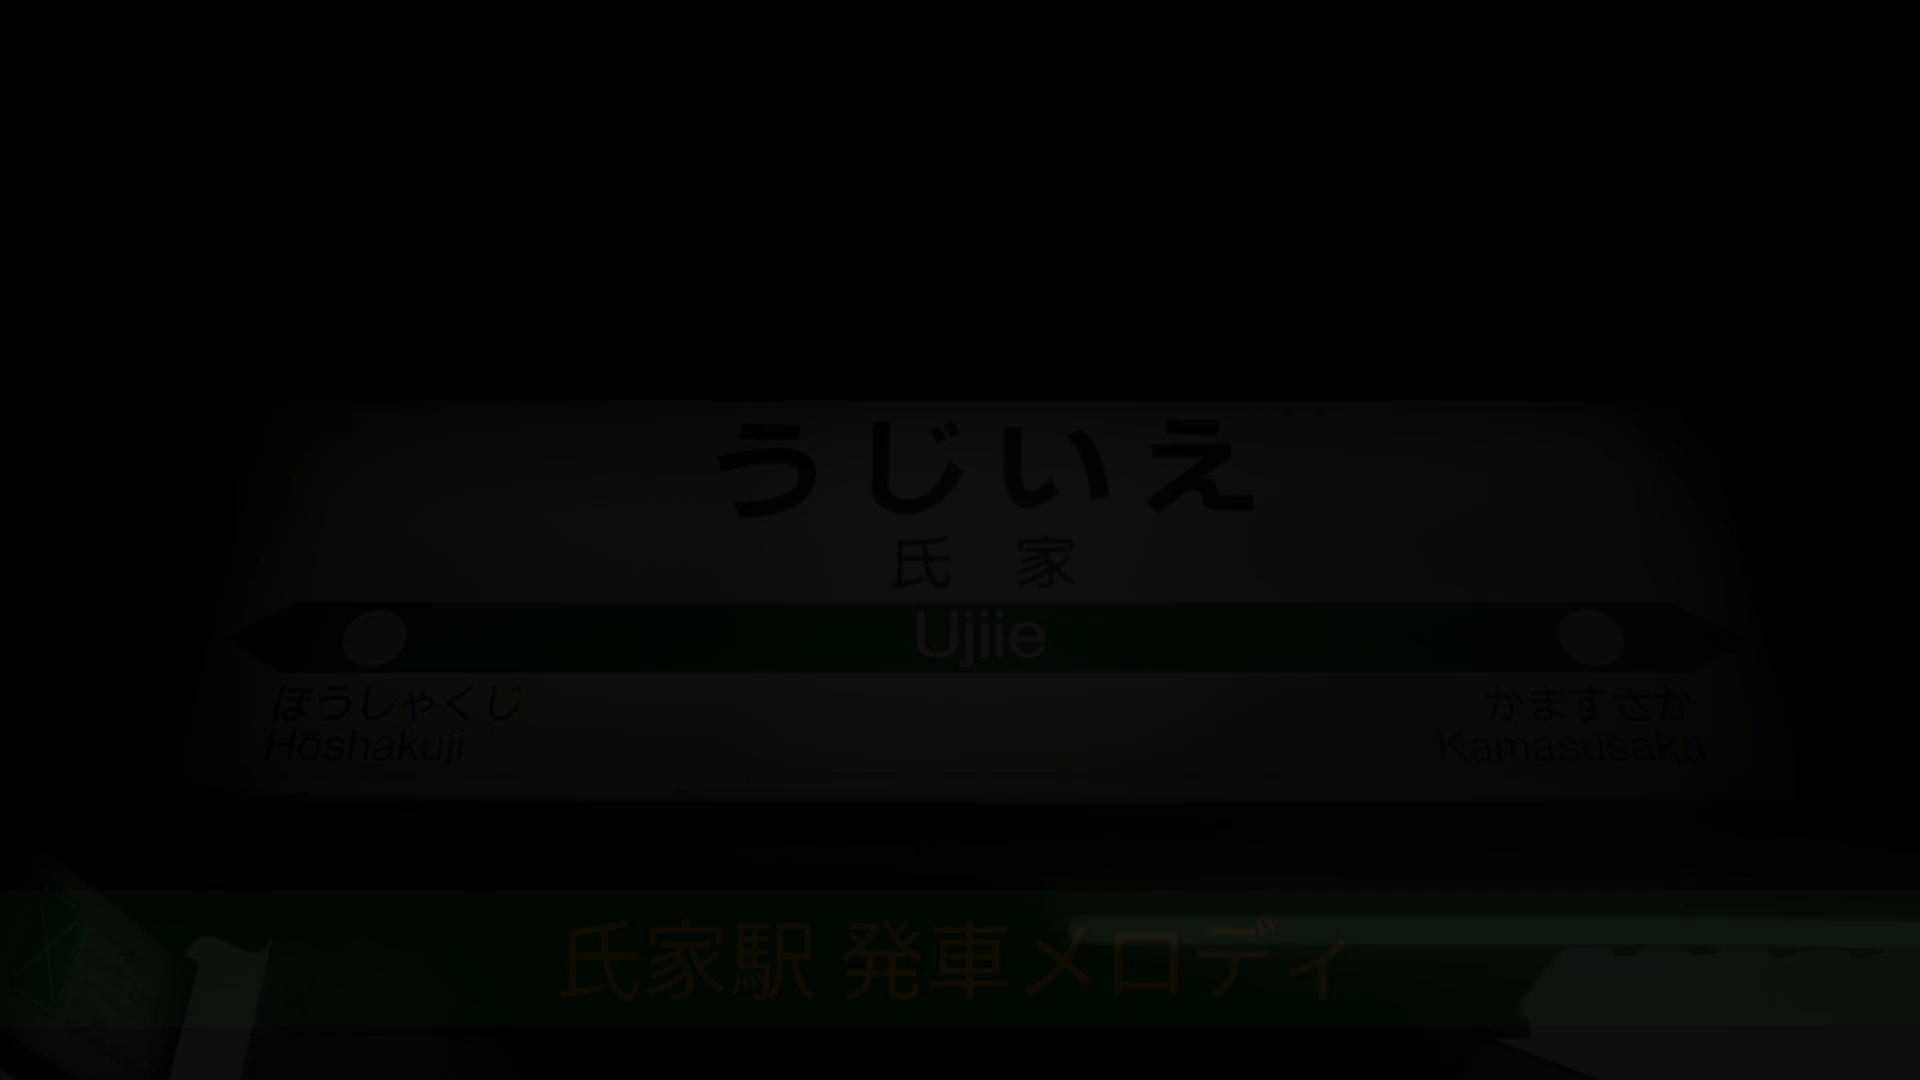 うじいえ
氏 家
Ujiie
ほうしゃくじ かますさか
Hōshakuji Kamasusaka
氏家駅 発車メロディ